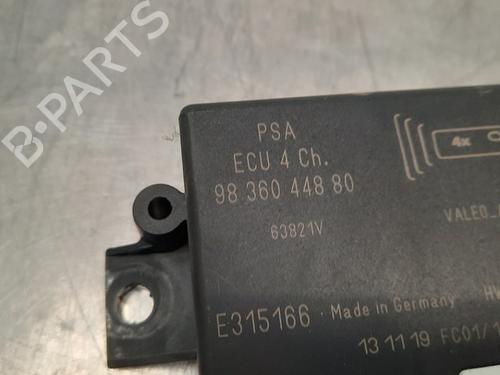 B-PARTS
PSA
ECU 4 Ch.
98 360 448 80
63821V
4x
VALEO_
E315166 · Made in Germany
13 11 19 FC01/